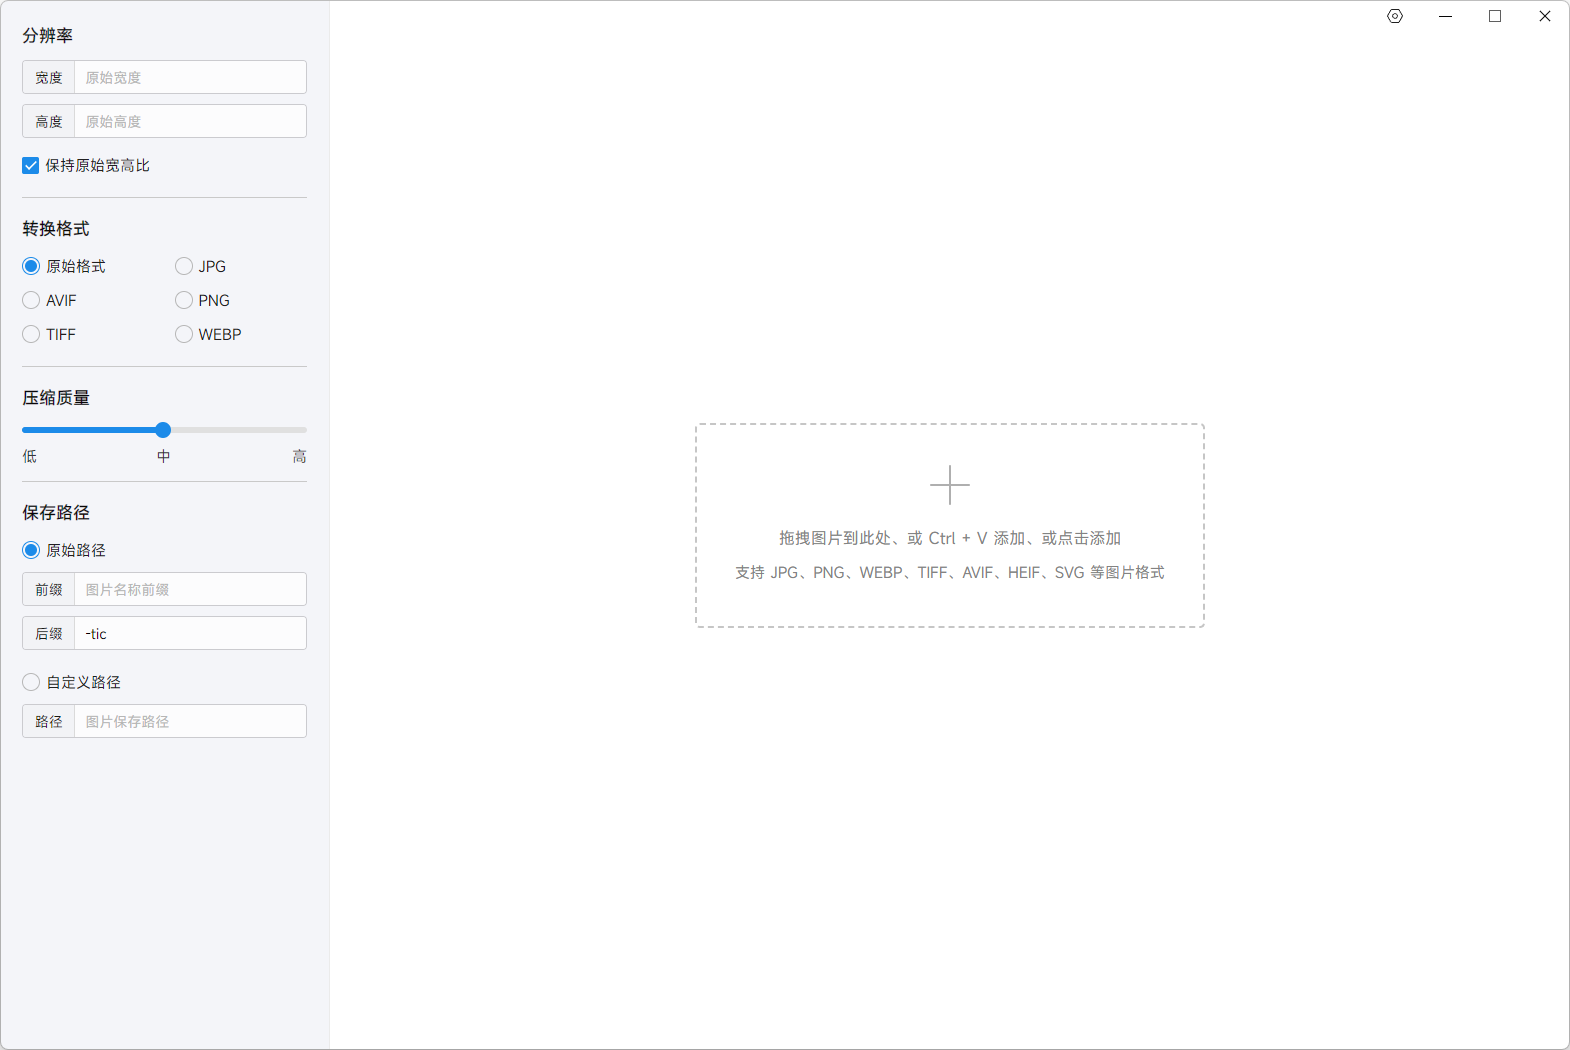 分辨率
宽度 原始宽度
高度 原始高度
保持原始宽高比
转换格式
原始格式 JPG
AVIF PNG
TIFF WEBP
压缩质量
低 中 高
保存路径
原始路径
前缀 图片名称前缀
后缀 -tic
自定义路径
路径 图片保存路径
拖拽图片到此处、或 Ctrl + V 添加、或点击添加
支持 JPG、PNG、WEBP、TIFF、AVIF、HEIF、SVG 等图片格式